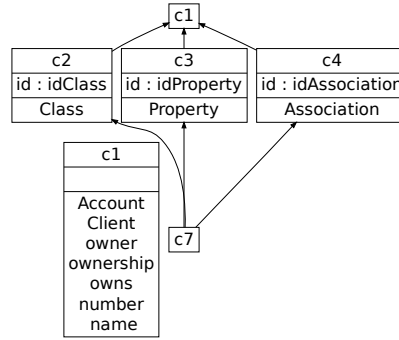 c1
c2
id : idClass
Class
c3
id : idProperty
Property
c4
id : idAssociation
Association
c1
Account
Client
owner
ownership
owns
number
name
c7